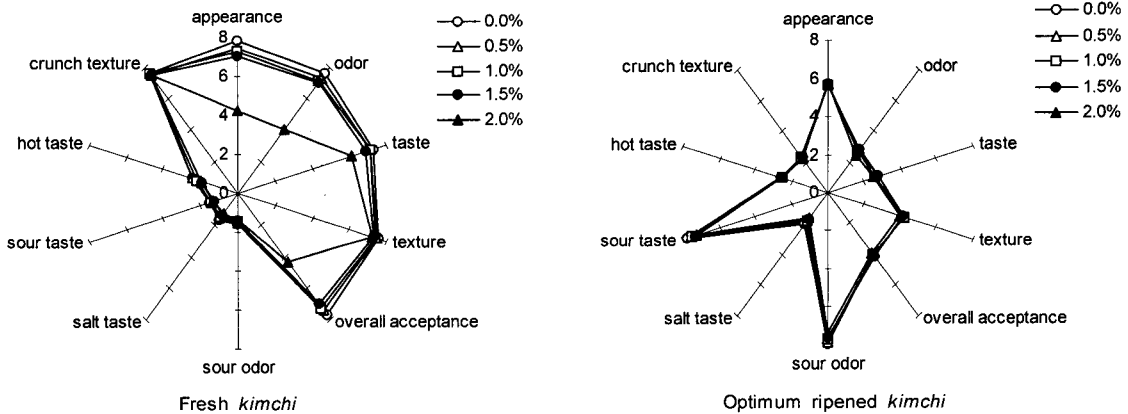 appearance
0.0%
0.5%
1.0%
1.5%
2.0%
8
6
4
2
0
crunch texture
odor
hot taste
taste
sour taste
texture
salt taste
overall acceptance
sour odor
Fresh kimchi
appearance
0.0%
0.5%
1.0%
1.5%
2.0%
8
6
4
2
0
crunch texture
odor
hot taste
taste
sour taste
texture
salt taste
overall acceptance
sour odor
Optimum ripened kimchi